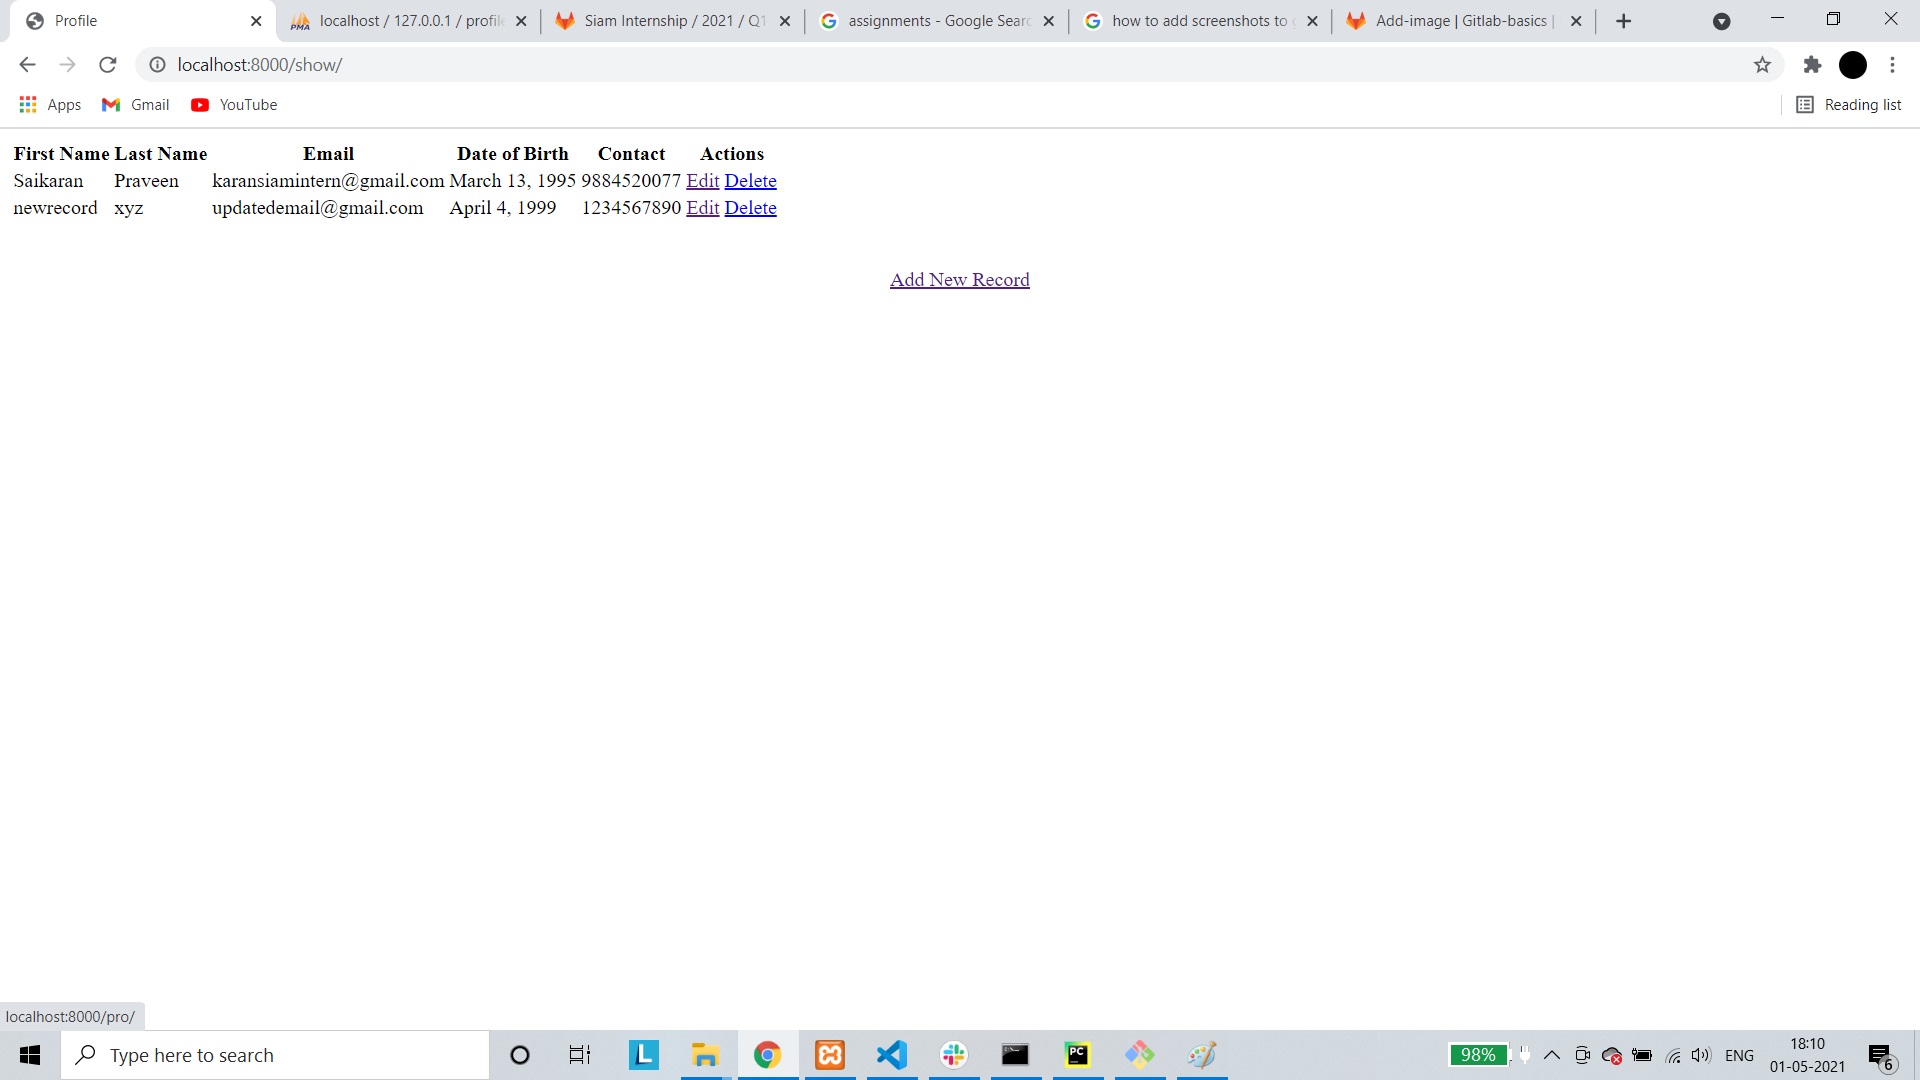 Profile
localhost / 127.0.0.1 / profile
Siam Internship / 2021 / Q1
assignments - Google Sear
how to add screenshots to
Add-image | Gitlab-basics |
localhost:8000/show/
Apps Gmail YouTube Reading list
First Name Last Name Email Date of Birth Contact Actions
Saikaran Praveen karansiamintern@gmail.com March 13, 1995 9884520077 Edit Delete
newrecord xyz updatedemail@gmail.com April 4, 1999 1234567890 Edit Delete
Add New Record
localhost:8000/pro/
Type here to search
L
PC
98%
ENG
18:10
01-05-2021
6